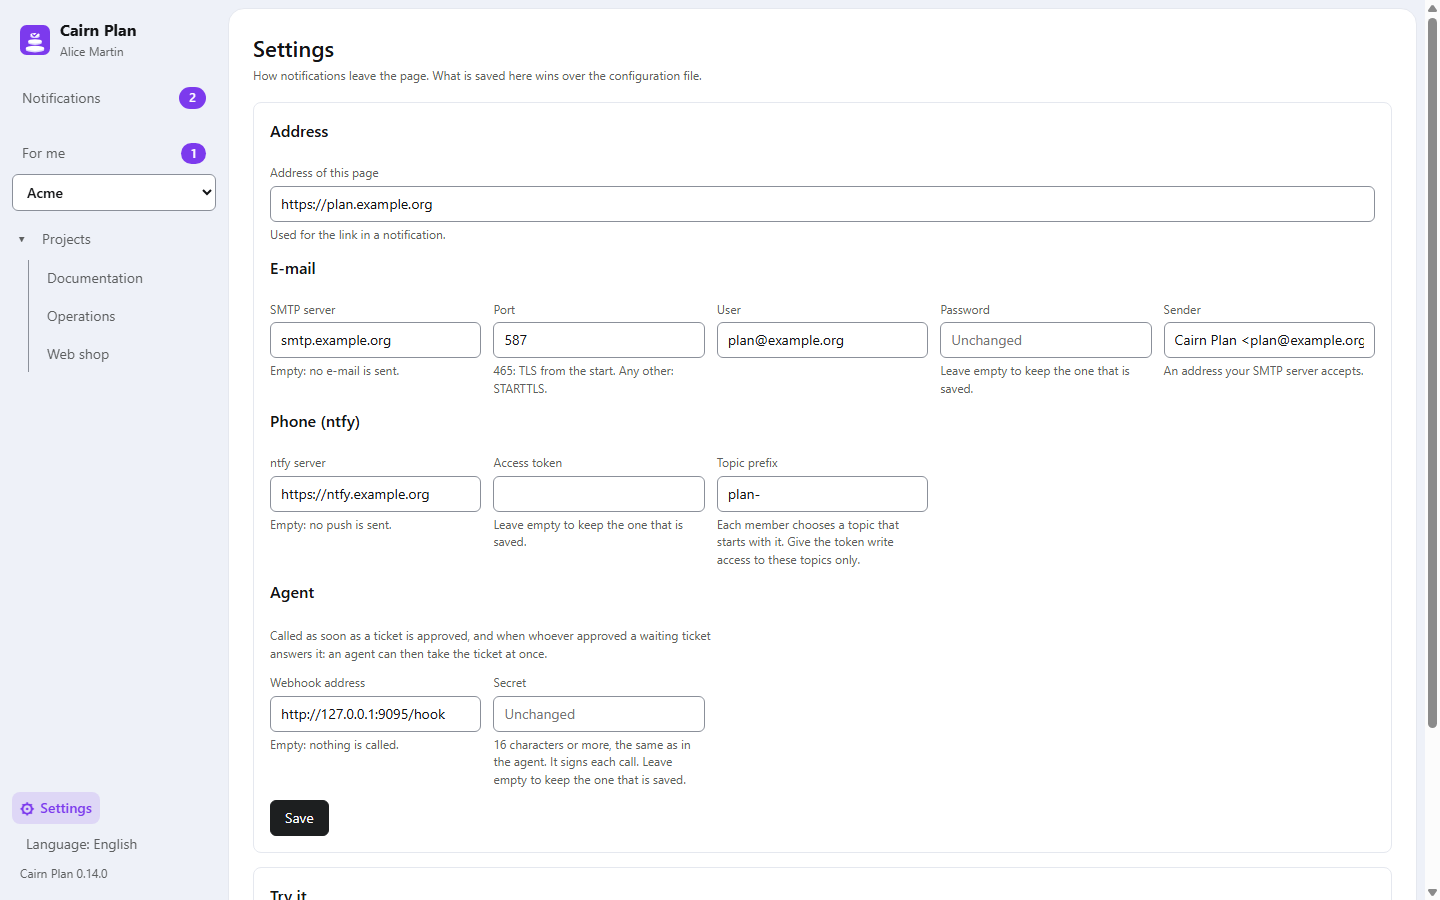 Cairn Plan
Alice Martin
Notifications 2
For me 1
Acme
Projects
Documentation
Operations
Web shop
Settings
Language: English
Cairn Plan 0.14.0
Settings
How notifications leave the page. What is saved here wins over the configuration file.
Address
Address of this page
https://plan.example.org
Used for the link in a notification.
E-mail
SMTP server
smtp.example.org
Empty: no e-mail is sent.
Port
587
465: TLS from the start. Any other:
STARTTLS.
User
plan@example.org
Password
Unchanged
Leave empty to keep the one that is
saved.
Sender
Cairn Plan <plan@example.org
An address your SMTP server accepts.
Phone (ntfy)
ntfy server
https://ntfy.example.org
Empty: no push is sent.
Access token
Leave empty to keep the one that is
saved.
Topic prefix
plan-
Each member chooses a topic that
starts with it. Give the token write
access to these topics only.
Agent
Called as soon as a ticket is approved, and when whoever approved a waiting ticket
answers it: an agent can then take the ticket at once.
Webhook address
http://127.0.0.1:9095/hook
Empty: nothing is called.
Secret
Unchanged
16 characters or more, the same as in
the agent. It signs each call. Leave
empty to keep the one that is saved.
Save
Try it